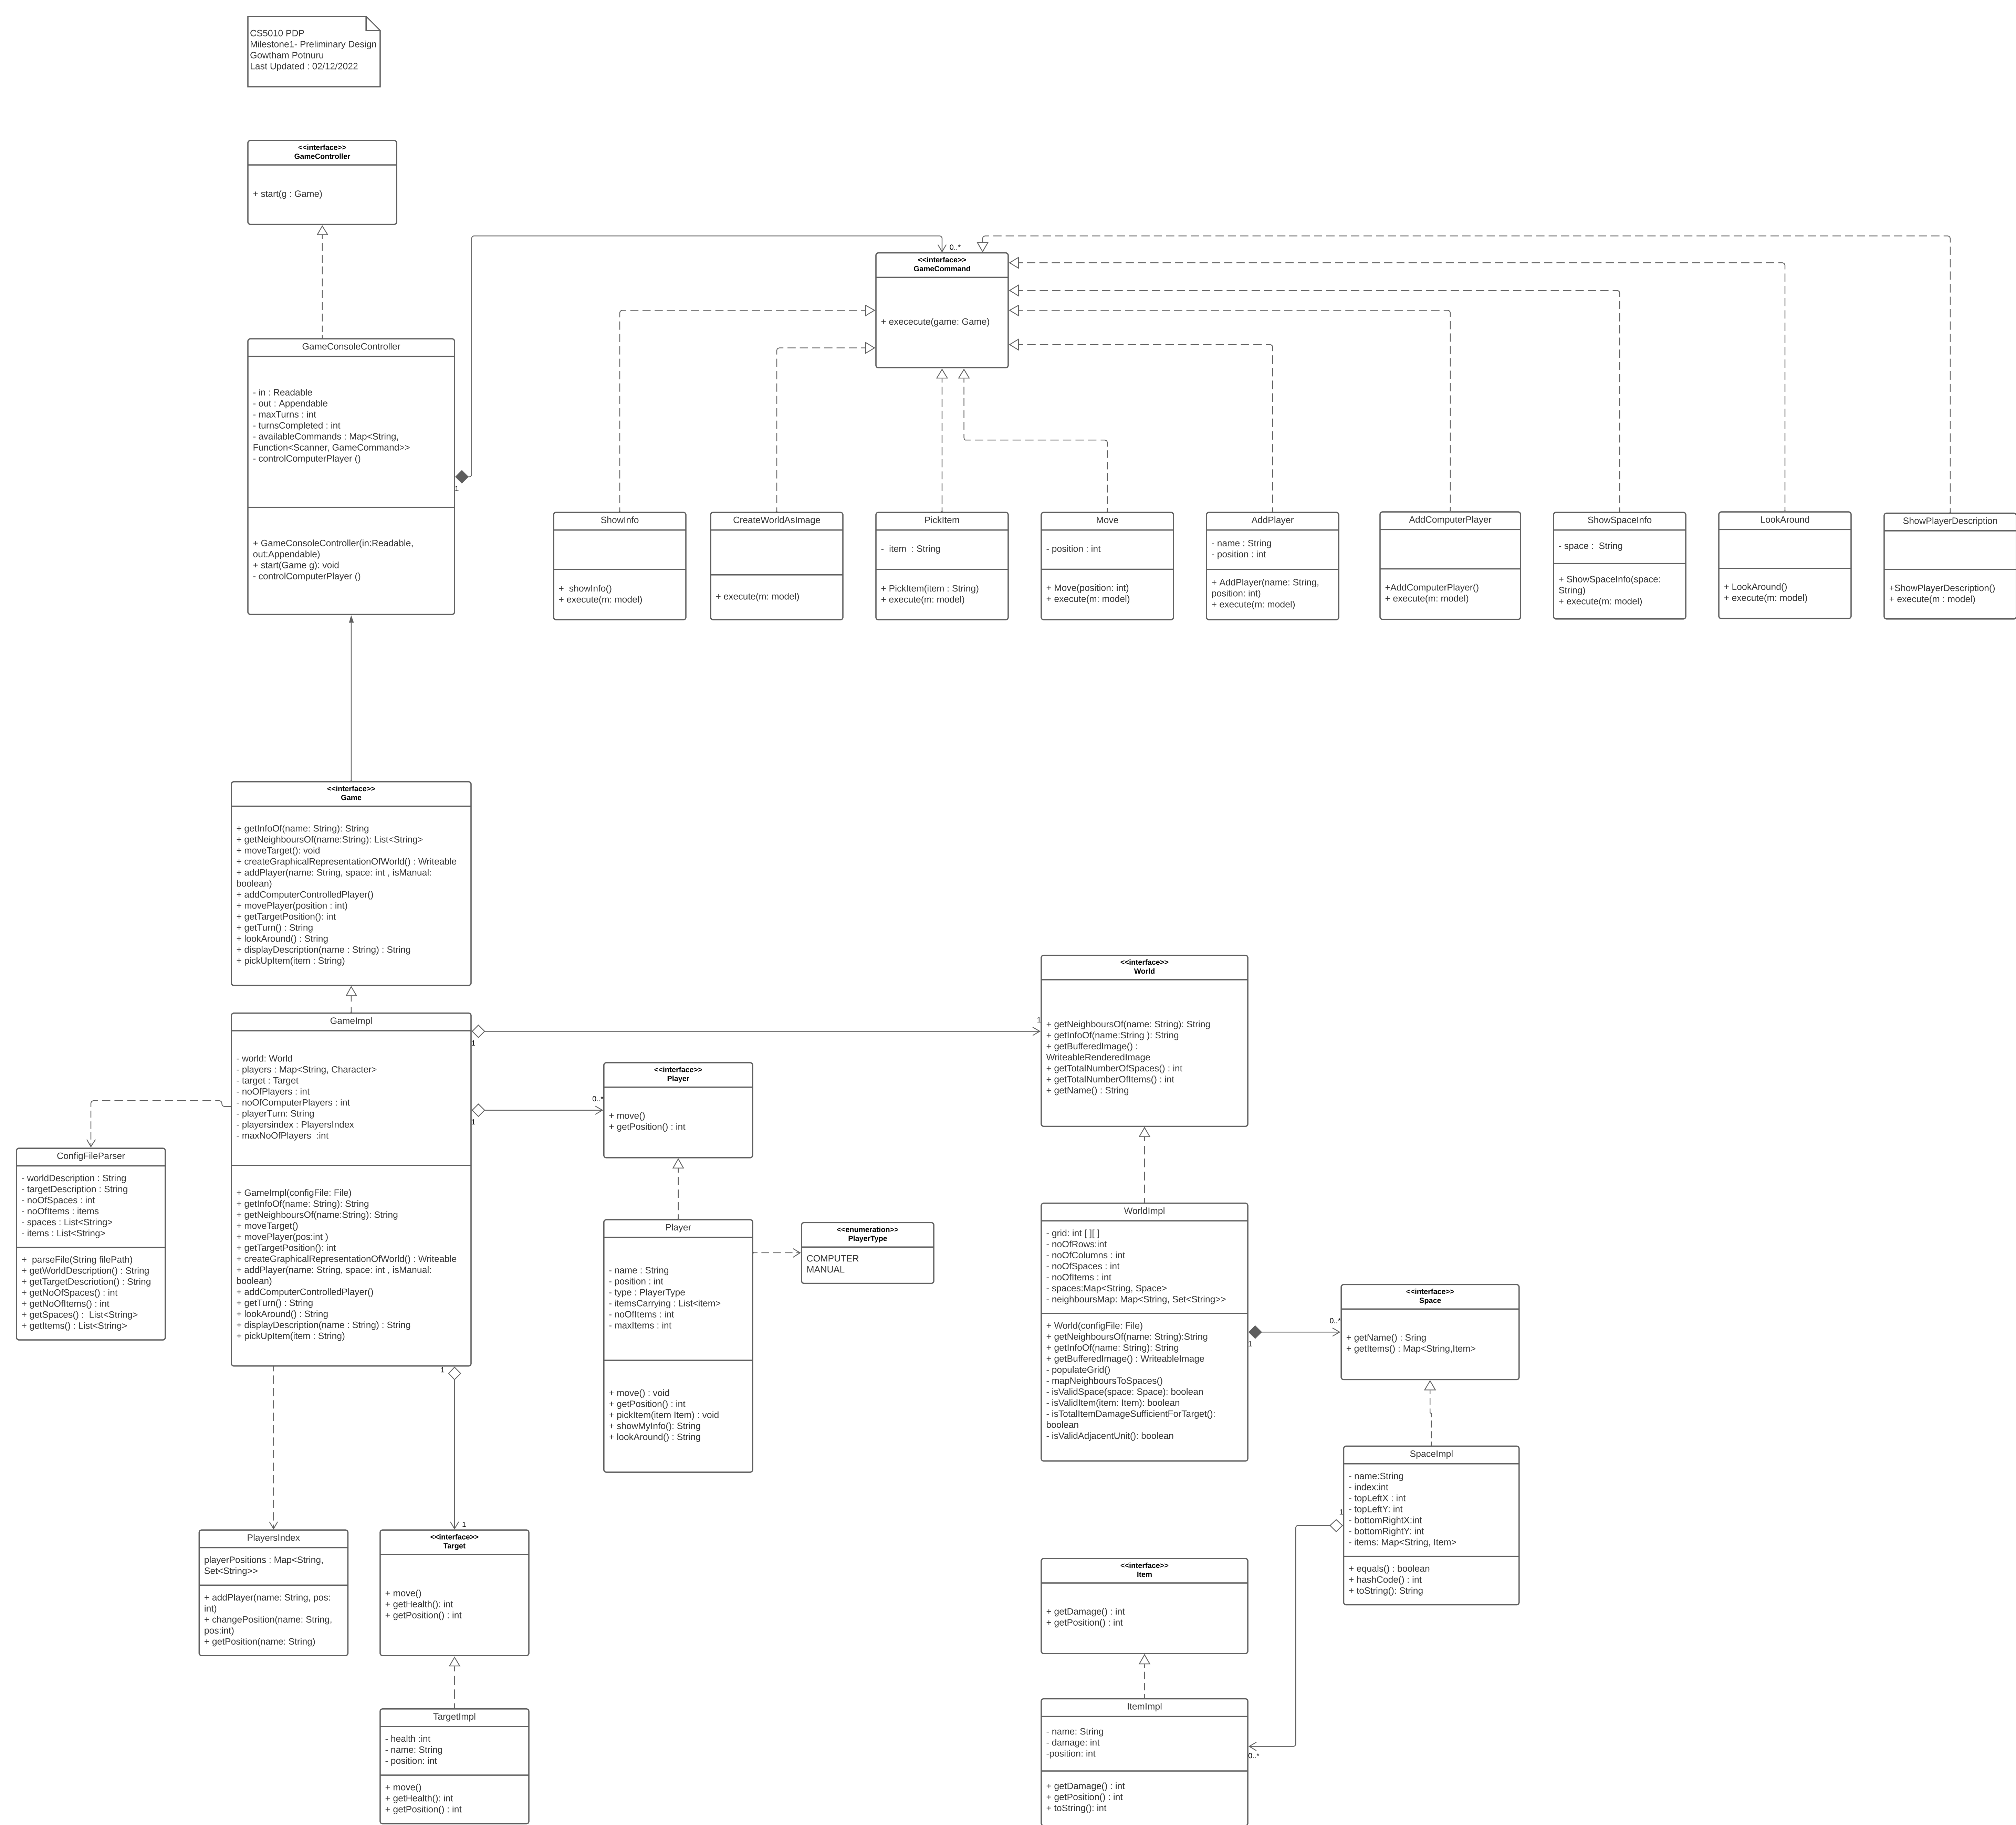 CS5010 PDP
Milestone1- Preliminary Design
Gowtham Potnuru
Last Updated : 02/12/2022
<<interface>>
GameController
+ start(g : Game)
0..*
<<interface>>
GameCommand
+ exececute(game: Game)
GameConsoleController
- in : Readable
- out : Appendable
- maxTurns : int
- turnsCompleted : int
- availableCommands : Map<String,
Function<Scanner, GameCommand>>
- controlComputerPlayer ()
1
+ GameConsoleController(in:Readable,
out:Appendable)
+ start(Game g): void
- controlComputerPlayer ()
ShowInfo
+  showInfo()
+ execute(m: model)
CreateWorldAsImage
+ execute(m: model)
PickItem
-  item  : String
+ PickItem(item : String)
+ execute(m: model)
Move
- position : int
+ Move(position: int)
+ execute(m: model)
AddPlayer
- name : String
- position : int
+ AddPlayer(name: String,
position: int)
+ execute(m: model)
AddComputerPlayer
+AddComputerPlayer()
+ execute(m: model)
ShowSpaceInfo
- space :  String
+ ShowSpaceInfo(space:
String)
+ execute(m: model)
LookAround
+ LookAround()
+ execute(m: model)
ShowPlayerDescription
+ShowPlayerDescription()
+ execute(m : model)
<<interface>>
Game
+ getInfoOf(name: String): String
+ getNeighboursOf(name:String): List<String>
+ moveTarget(): void
+ createGraphicalRepresentationOfWorld() : Writeable
+ addPlayer(name: String, space: int , isManual:
boolean)
+ addComputerControlledPlayer()
+ movePlayer(position : int)
+ getTargetPosition(): int
+ getTurn() : String
+ lookAround() : String
+ displayDescription(name : String) : String
+ pickUpItem(item : String)
GameImpl
- world: World
- players : Map<String, Character>
- target : Target
- noOfPlayers : int
- noOfComputerPlayers : int
- playerTurn: String
- playersindex : PlayersIndex
- maxNoOfPlayers  :int
+ GameImpl(configFile: File)
+ getInfoOf(name: String): String
+ getNeighboursOf(name:String): String
+ moveTarget()
+ movePlayer(pos:int )
+ getTargetPosition(): int
+ createGraphicalRepresentationOfWorld() : Writeable
+ addPlayer(name: String, space: int , isManual:
boolean)
+ addComputerControlledPlayer()
+ getTurn() : String
+ lookAround() : String
+ displayDescription(name : String) : String
+ pickUpItem(item : String)
1
1
1
1
0..*
1
ConfigFileParser
- worldDescription : String
- targetDescription : String
- noOfSpaces : int
- noOfItems : items
- spaces : List<String>
- items : List<String>
+  parseFile(String filePath)
+ getWorldDescription() : String
+ getTargetDescriotion() : String
+ getNoOfSpaces() : int
+ getNoOfItems() : int
+ getSpaces() :  List<String>
+ getItems() : List<String>
<<interface>>
Player
+ move()
+ getPosition() : int
Player
- name : String
- position : int
- type : PlayerType
- itemsCarrying : List<item>
- noOfItems : int
- maxItems : int
+ move() : void
+ getPosition() : int
+ pickItem(item Item) : void
+ showMyInfo(): String
+ lookAround() : String
<<enumeration>>
PlayerType
COMPUTER
MANUAL
<<interface>>
World
+ getNeighboursOf(name: String): String
+ getInfoOf(name:String ): String
+ getBufferedImage() :
WriteableRenderedImage
+ getTotalNumberOfSpaces() : int
+ getTotalNumberOfItems() : int
+ getName() : String
WorldImpl
- grid: int [ ][ ]
- noOfRows:int
- noOfColumns : int
- noOfSpaces : int
- noOfItems : int
- spaces:Map<String, Space>
- neighboursMap: Map<String, Set<String>>
+ World(configFile: File)
+ getNeighboursOf(name: String):String
+ getInfoOf(name: String): String
+ getBufferedImage() : WriteableImage
- populateGrid()
- mapNeighboursToSpaces()
- isValidSpace(space: Space): boolean
- isValidItem(item: Item): boolean
- isTotalItemDamageSufficientForTarget():
boolean
- isValidAdjacentUnit(): boolean
1
0..*
<<interface>>
Space
+ getName() : Sring
+ getItems() : Map<String,Item>
SpaceImpl
- name:String
- index:int
- topLeftX : int
- topLeftY: int
- bottomRightX:int
- bottomRightY: int
- items: Map<String, Item>
+ equals() : boolean
+ hashCode() : int
+ toString(): String
1
PlayersIndex
playerPositions : Map<String,
Set<String>>
+ addPlayer(name: String, pos:
int)
+ changePosition(name: String,
pos:int)
+ getPosition(name: String)
1
<<interface>>
Target
+ move()
+ getHealth(): int
+ getPosition() : int
TargetImpl
- health :int
- name: String
- position: int
+ move()
+ getHealth(): int
+ getPosition() : int
<<interface>>
Item
+ getDamage() : int
+ getPosition() : int
ItemImpl
- name: String
- damage: int
-position: int
+ getDamage() : int
+ getPosition() : int
+ toString(): int
0..*